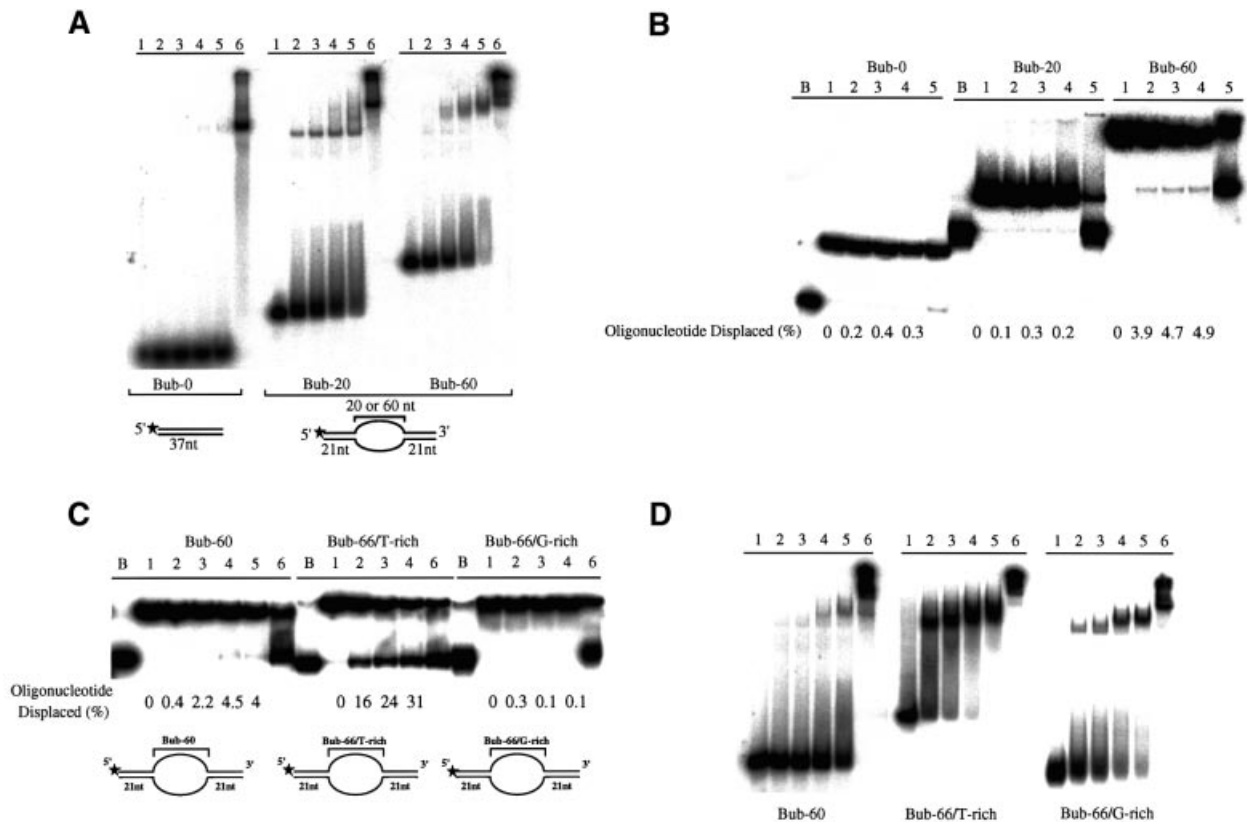 A
1 2 3 4 5 6 1 2 3 4 5 6 1 2 3 4 5 6
Bub-0 Bub-20 Bub-60
20 or 60 nt
5' 3'
37nt 21nt 21nt
B
Bub-0 Bub-20 Bub-60
B 1 2 3 4 5 B 1 2 3 4 5 1 2 3 4 5
Oligonucleotide Displaced (%) 0 0.2 0.4 0.3 0 0.1 0.3 0.2 0 3.9 4.7 4.9
C
Bub-60 Bub-66/T-rich Bub-66/G-rich
B 1 2 3 4 5 6 B 1 2 3 4 6 B 1 2 3 4 6
Oligonucleotide
Displaced (%) 0 0.4 2.2 4.5 4 0 16 24 31 0 0.3 0.1 0.1
Bub-60 Bub-66/T-rich Bub-66/G-rich
5' 3' 5' 3' 5' 3'
21nt 21nt 21nt 21nt 21nt 21nt
D
1 2 3 4 5 6 1 2 3 4 5 6 1 2 3 4 5 6
Bub-60 Bub-66/T-rich Bub-66/G-rich